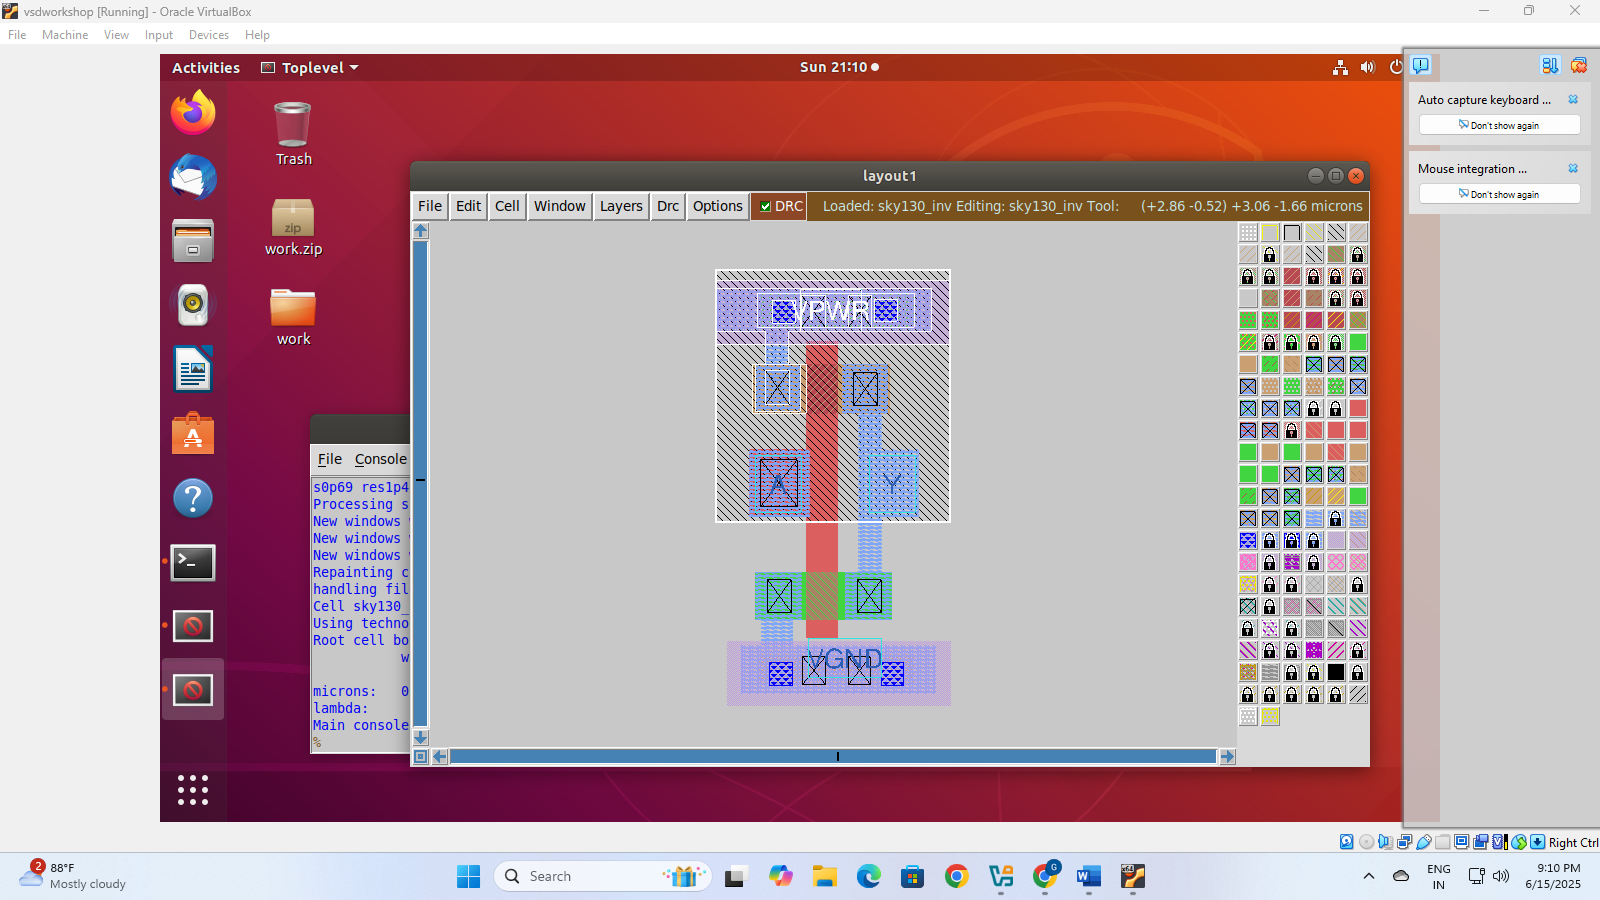 vsdworkshop [Running] - Oracle VirtualBox
File Machine View Input Devices Help
Activities Toplevel Sun 21:10
Trash
zip
work.zip
work
File Console
s0p69 res1p4
Processing s
New windows
New windows
New windows
Repainting c
handling fil
Cell sky130_
Using techno
Root cell bo
w
microns: 0
lambda:
Main console
%
layout1
File Edit Cell Window Layers Drc Options DRC Loaded: sky130_inv Editing: sky130_inv Tool: (+2.86 -0.52) +3.06 -1.66 microns
VPWR
A
Y
VGND
Auto capture keyboard ...
Don't show again
Mouse integration ...
Don't show again
Right Ctrl
2
88°F
Mostly cloudy
Search
G
ENG
IN
9:10 PM
6/15/2025